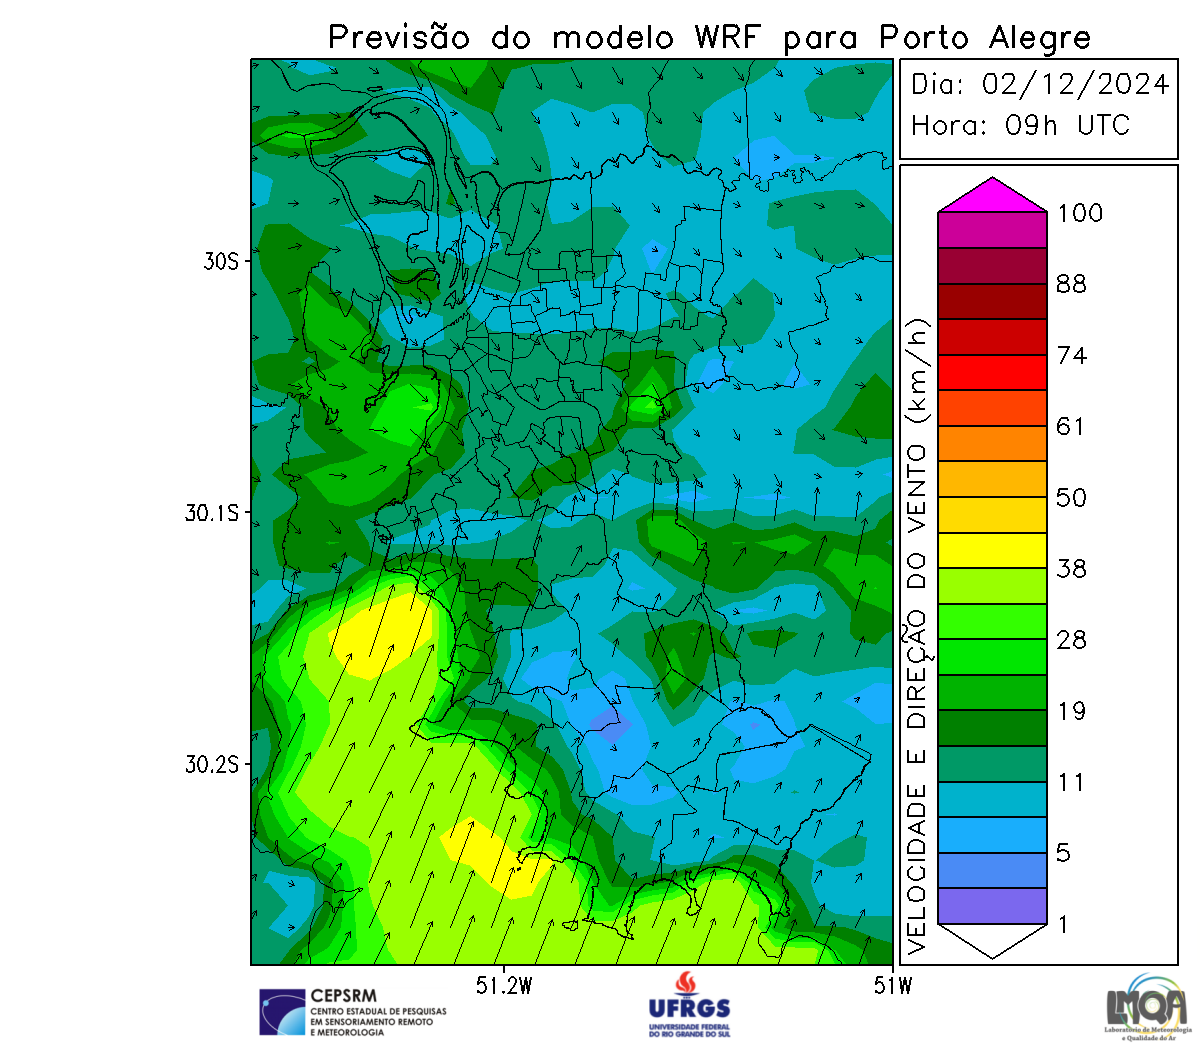 Previsão do modelo WRF para Porto Alegre
Dia: 02/12/2024
Hora: 09h UTC
30S
30.1S
30.2S
51.2W
51W
VELOCIDADE E DIREÇÃO DO VENTO (km/h)
100
88
74
61
50
38
28
19
11
5
1
CEPSRM
CENTRO ESTADUAL DE PESQUISAS
EM SENSORIAMENTO REMOTO
E METEOROLOGIA
UFRGS
UNIVERSIDADE FEDERAL
DO RIO GRANDE DO SUL
LMQA
Laboratório de Meteorologia
e Qualidade do Ar